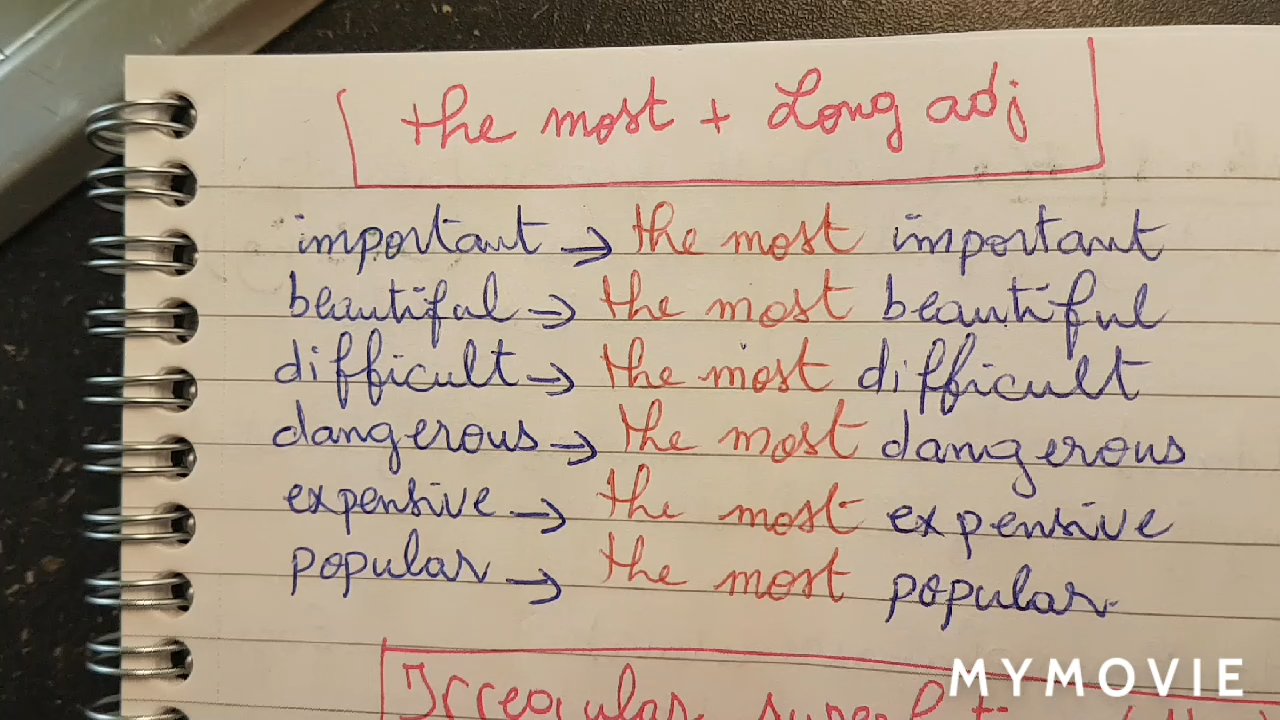 the most + Long adj
important → the most important
beautiful → the most beautiful
difficult → the most difficult
dangerous → the most dangerous
expensive → the most expensive
popular → the most popular
Irregular
MYMOVIE